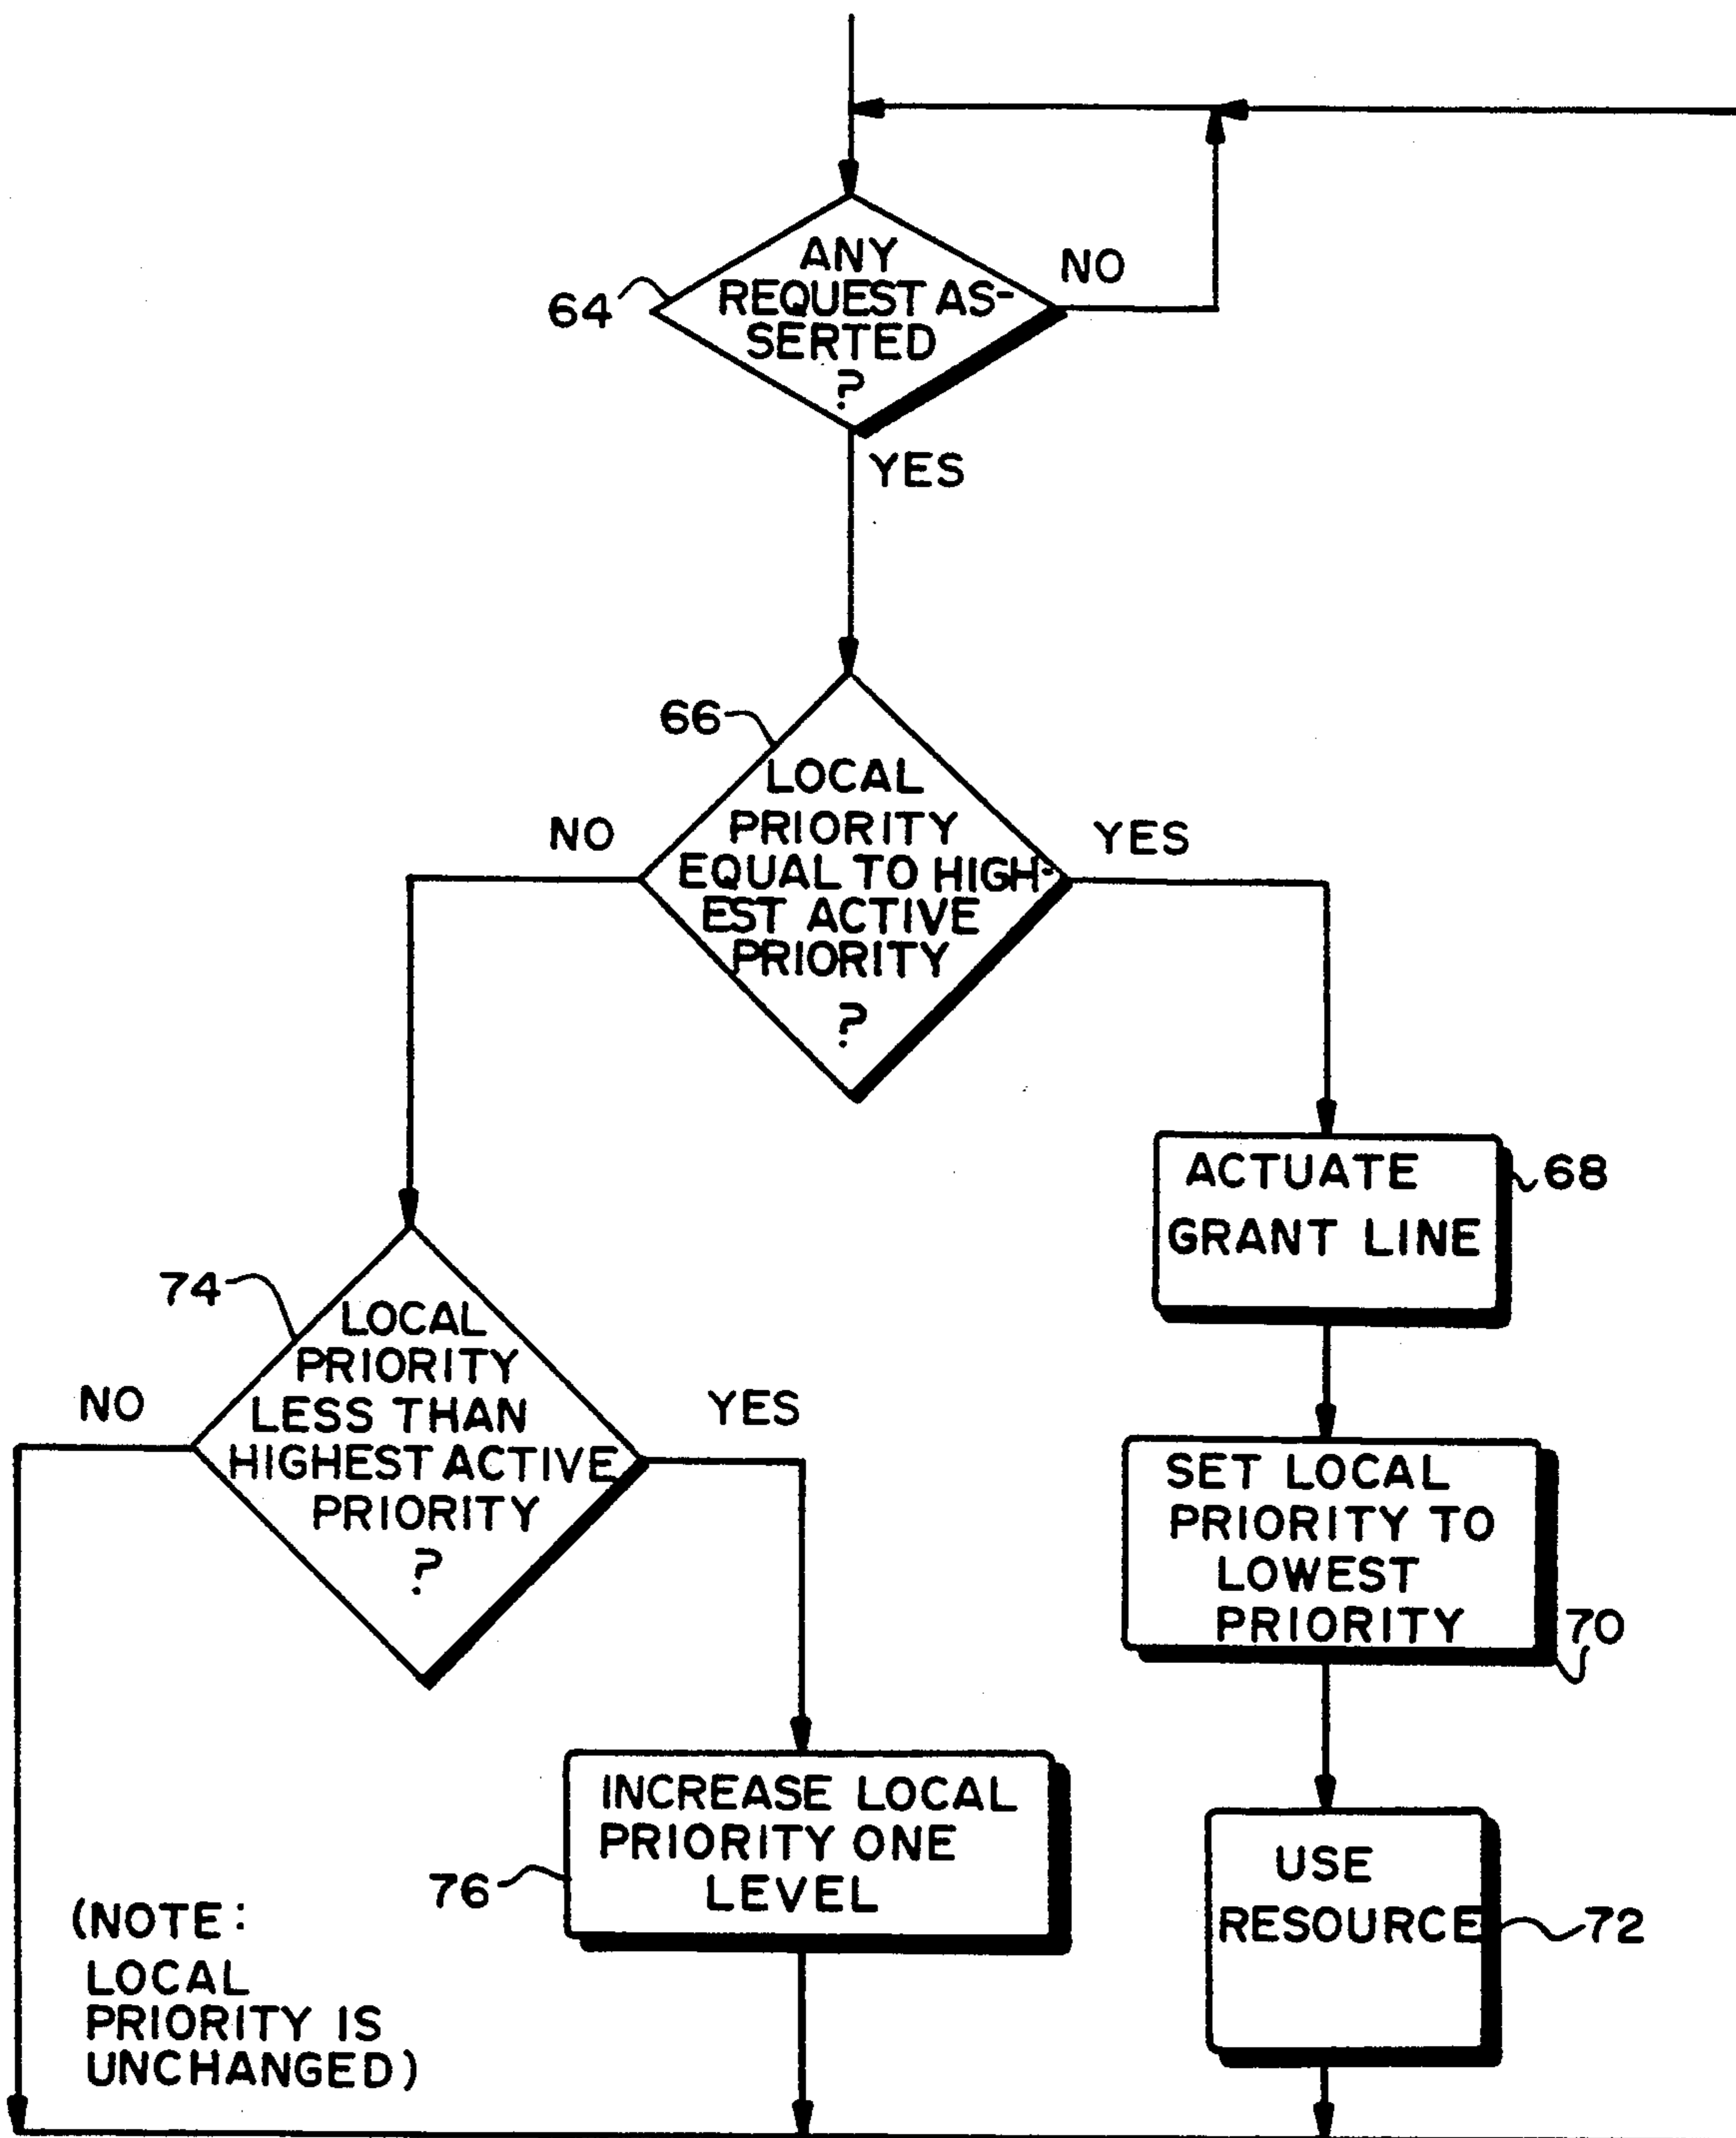 ANY
REQUEST AS-
SERTED
?
NO
64
YES
66
LOCAL
PRIORITY
EQUAL TO HIGH-
EST ACTIVE
PRIORITY
?
NO
YES
ACTUATE
GRANT LINE
68
74
LOCAL
PRIORITY
LESS THAN
HIGHEST ACTIVE
PRIORITY
?
NO
YES
SET LOCAL
PRIORITY TO
LOWEST
PRIORITY
70
INCREASE LOCAL
PRIORITY ONE
LEVEL
76
USE
RESOURCE
72
(NOTE:
LOCAL
PRIORITY IS
UNCHANGED)